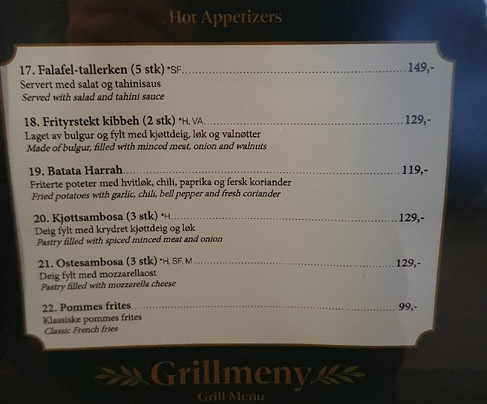 Hot Appetizers
17. Falafel-tallerken (5 stk) *SF 149,-
Servert med salat og tahinisaus
Served with salad and tahini sauce
18. Frityrstekt kibbeh (2 stk) *H, VA 129,-
Laget av bulgur og fylt med kjøttdeig, løk og valnøtter
Made of bulgur, filled with minced meat, onion and walnuts
19. Batata Harrah 119,-
Friterte poteter med hvitløk, chili, paprika og fersk koriander
Fried potatoes with garlic, chili, bell pepper and fresh coriander
20. Kjøttsambosa (3 stk) *H 129,-
Deig fylt med krydret kjøttdeig og løk
Pastry filled with spiced minced meat and onion
21. Ostesambosa (3 stk) *H, SF, M 129,-
Deig fylt med mozzarellaost
Pastry filled with mozzarella cheese
22. Pommes frites 99,-
Klassiske pommes frites
Classic French fries
Grillmeny
Grill Menu